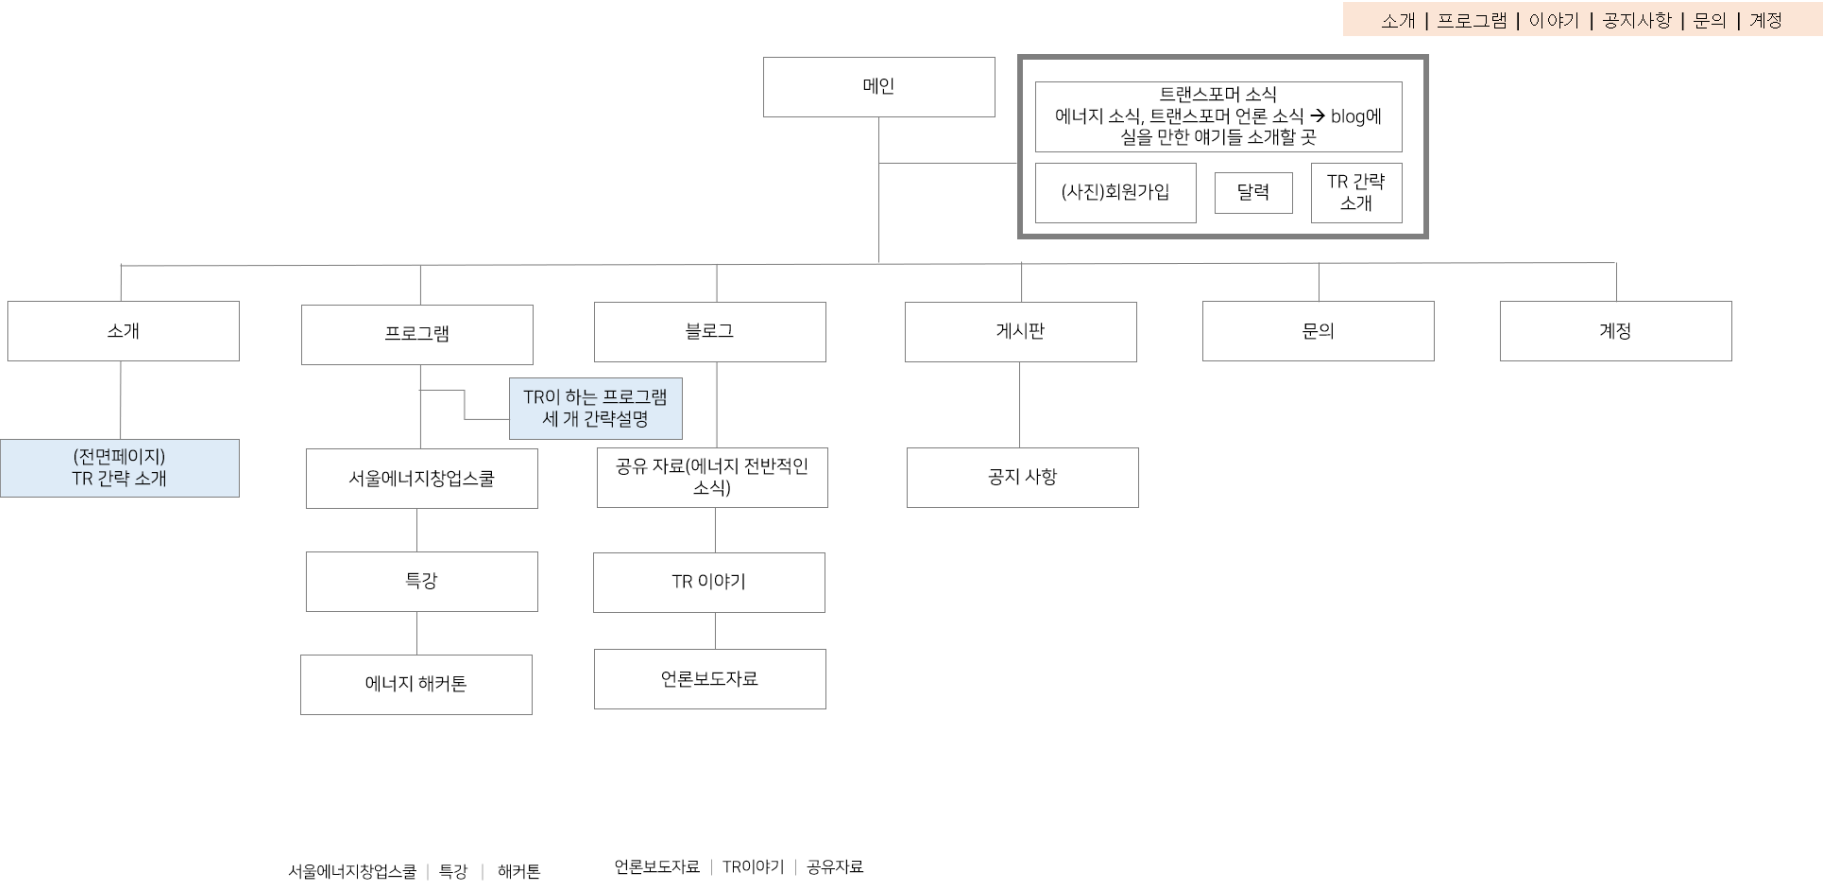 소개 | 프로그램 | 이야기 | 공지사항 | 문의 | 계정
메인
트랜스포머 소식
에너지 소식, 트랜스포머 언론 소식 → blog에
실을 만한 얘기들 소개할 곳
(사진)회원가입
달력
TR 간략
소개
소개
프로그램
블로그
게시판
문의
계정
TR이 하는 프로그램
세 개 간략설명
(전면페이지)
TR 간략 소개
서울에너지창업스쿨
공유 자료(에너지 전반적인
소식)
공지 사항
특강
TR 이야기
에너지 해커톤
언론보도자료
서울에너지창업스쿨 | 특강 | 해커톤
언론보도자료 | TR이야기 | 공유자료